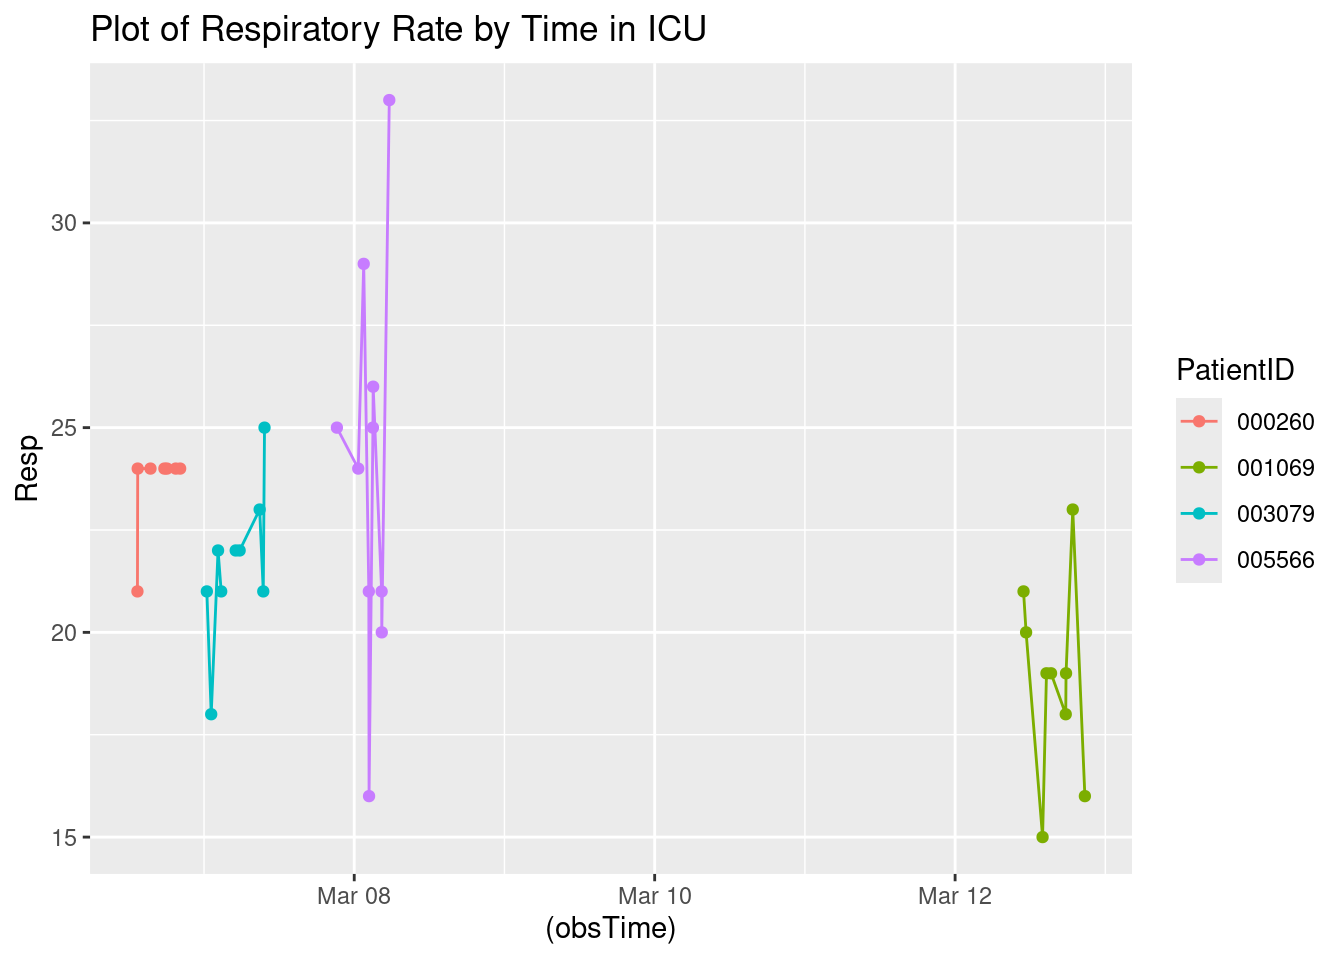 Plot of Respiratory Rate by Time in ICU
Resp
30
25
20
15
Mar 08
Mar 10
Mar 12
(obsTime)
PatientID
000260
001069
003079
005566